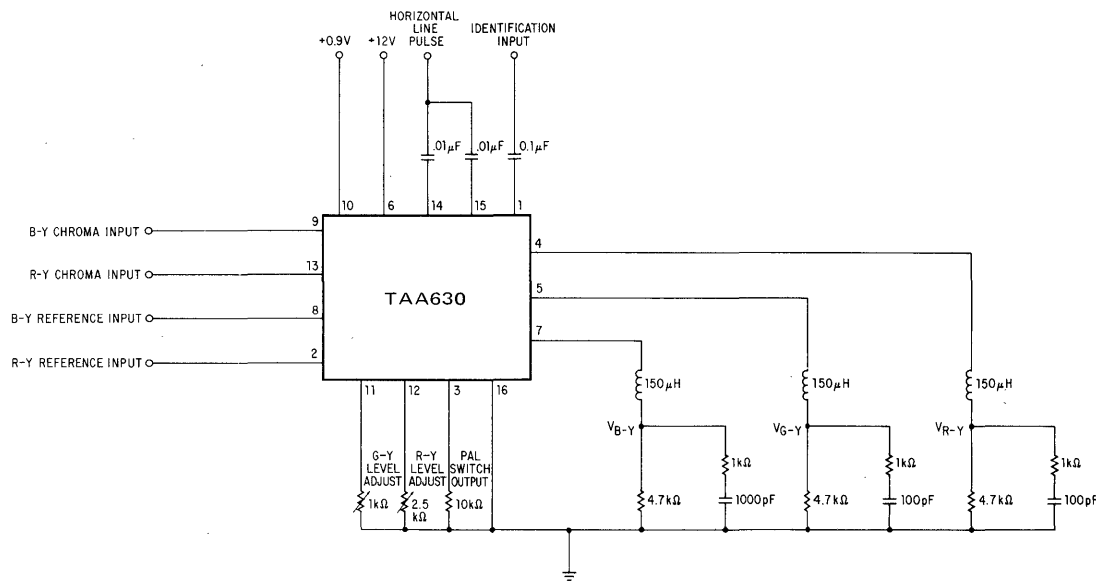 HORIZONTAL
LINE
PULSE
IDENTIFICATION
INPUT
+0.9V
+12V
.01μF
.01μF
0.1μF
10
6
14
15
1
B-Y CHROMA INPUT
9
R-Y CHROMA INPUT
13
B-Y REFERENCE INPUT
8
R-Y REFERENCE INPUT
2
TAA630
4
5
7
11
12
3
16
150μH
150μH
150μH
VB-Y
VG-Y
VR-Y
G-Y
LEVEL
ADJUST
R-Y
LEVEL
ADJUST
PAL
SWITCH
OUTPUT
1kΩ
2.5
kΩ
10kΩ
1kΩ
4.7kΩ
1000pF
1kΩ
4.7kΩ
100pF
1kΩ
4.7kΩ
100pF